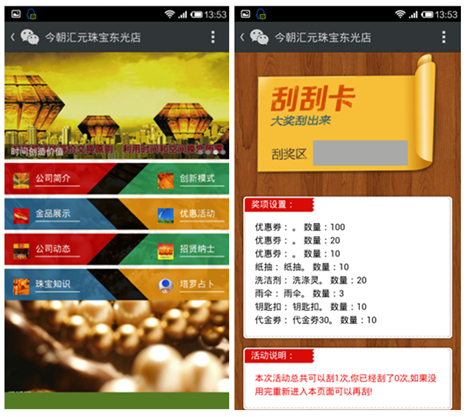 13:53
今朝汇元珠宝东光店
时间创造价值
公司简介
创新模式
金品展示
优惠活动
公司动态
招贤纳士
珠宝知识
塔罗占卜
13:53
今朝汇元珠宝东光店
刮刮卡
大奖刮出来
刮奖区
奖项设置：
优惠券：。 数量：100
优惠券：。 数量：20
优惠券：。 数量：10
纸抽：纸抽。 数量：10
洗洁剂：洗涤灵。 数量：20
雨伞：雨伞。 数量：3
钥匙扣：钥匙扣。 数量：10
代金券：代金券30。 数量：10
活动说明：
本次活动总共可以刮1次,你已经刮了0次,如果没
用完重新进入本页面可以再刮!